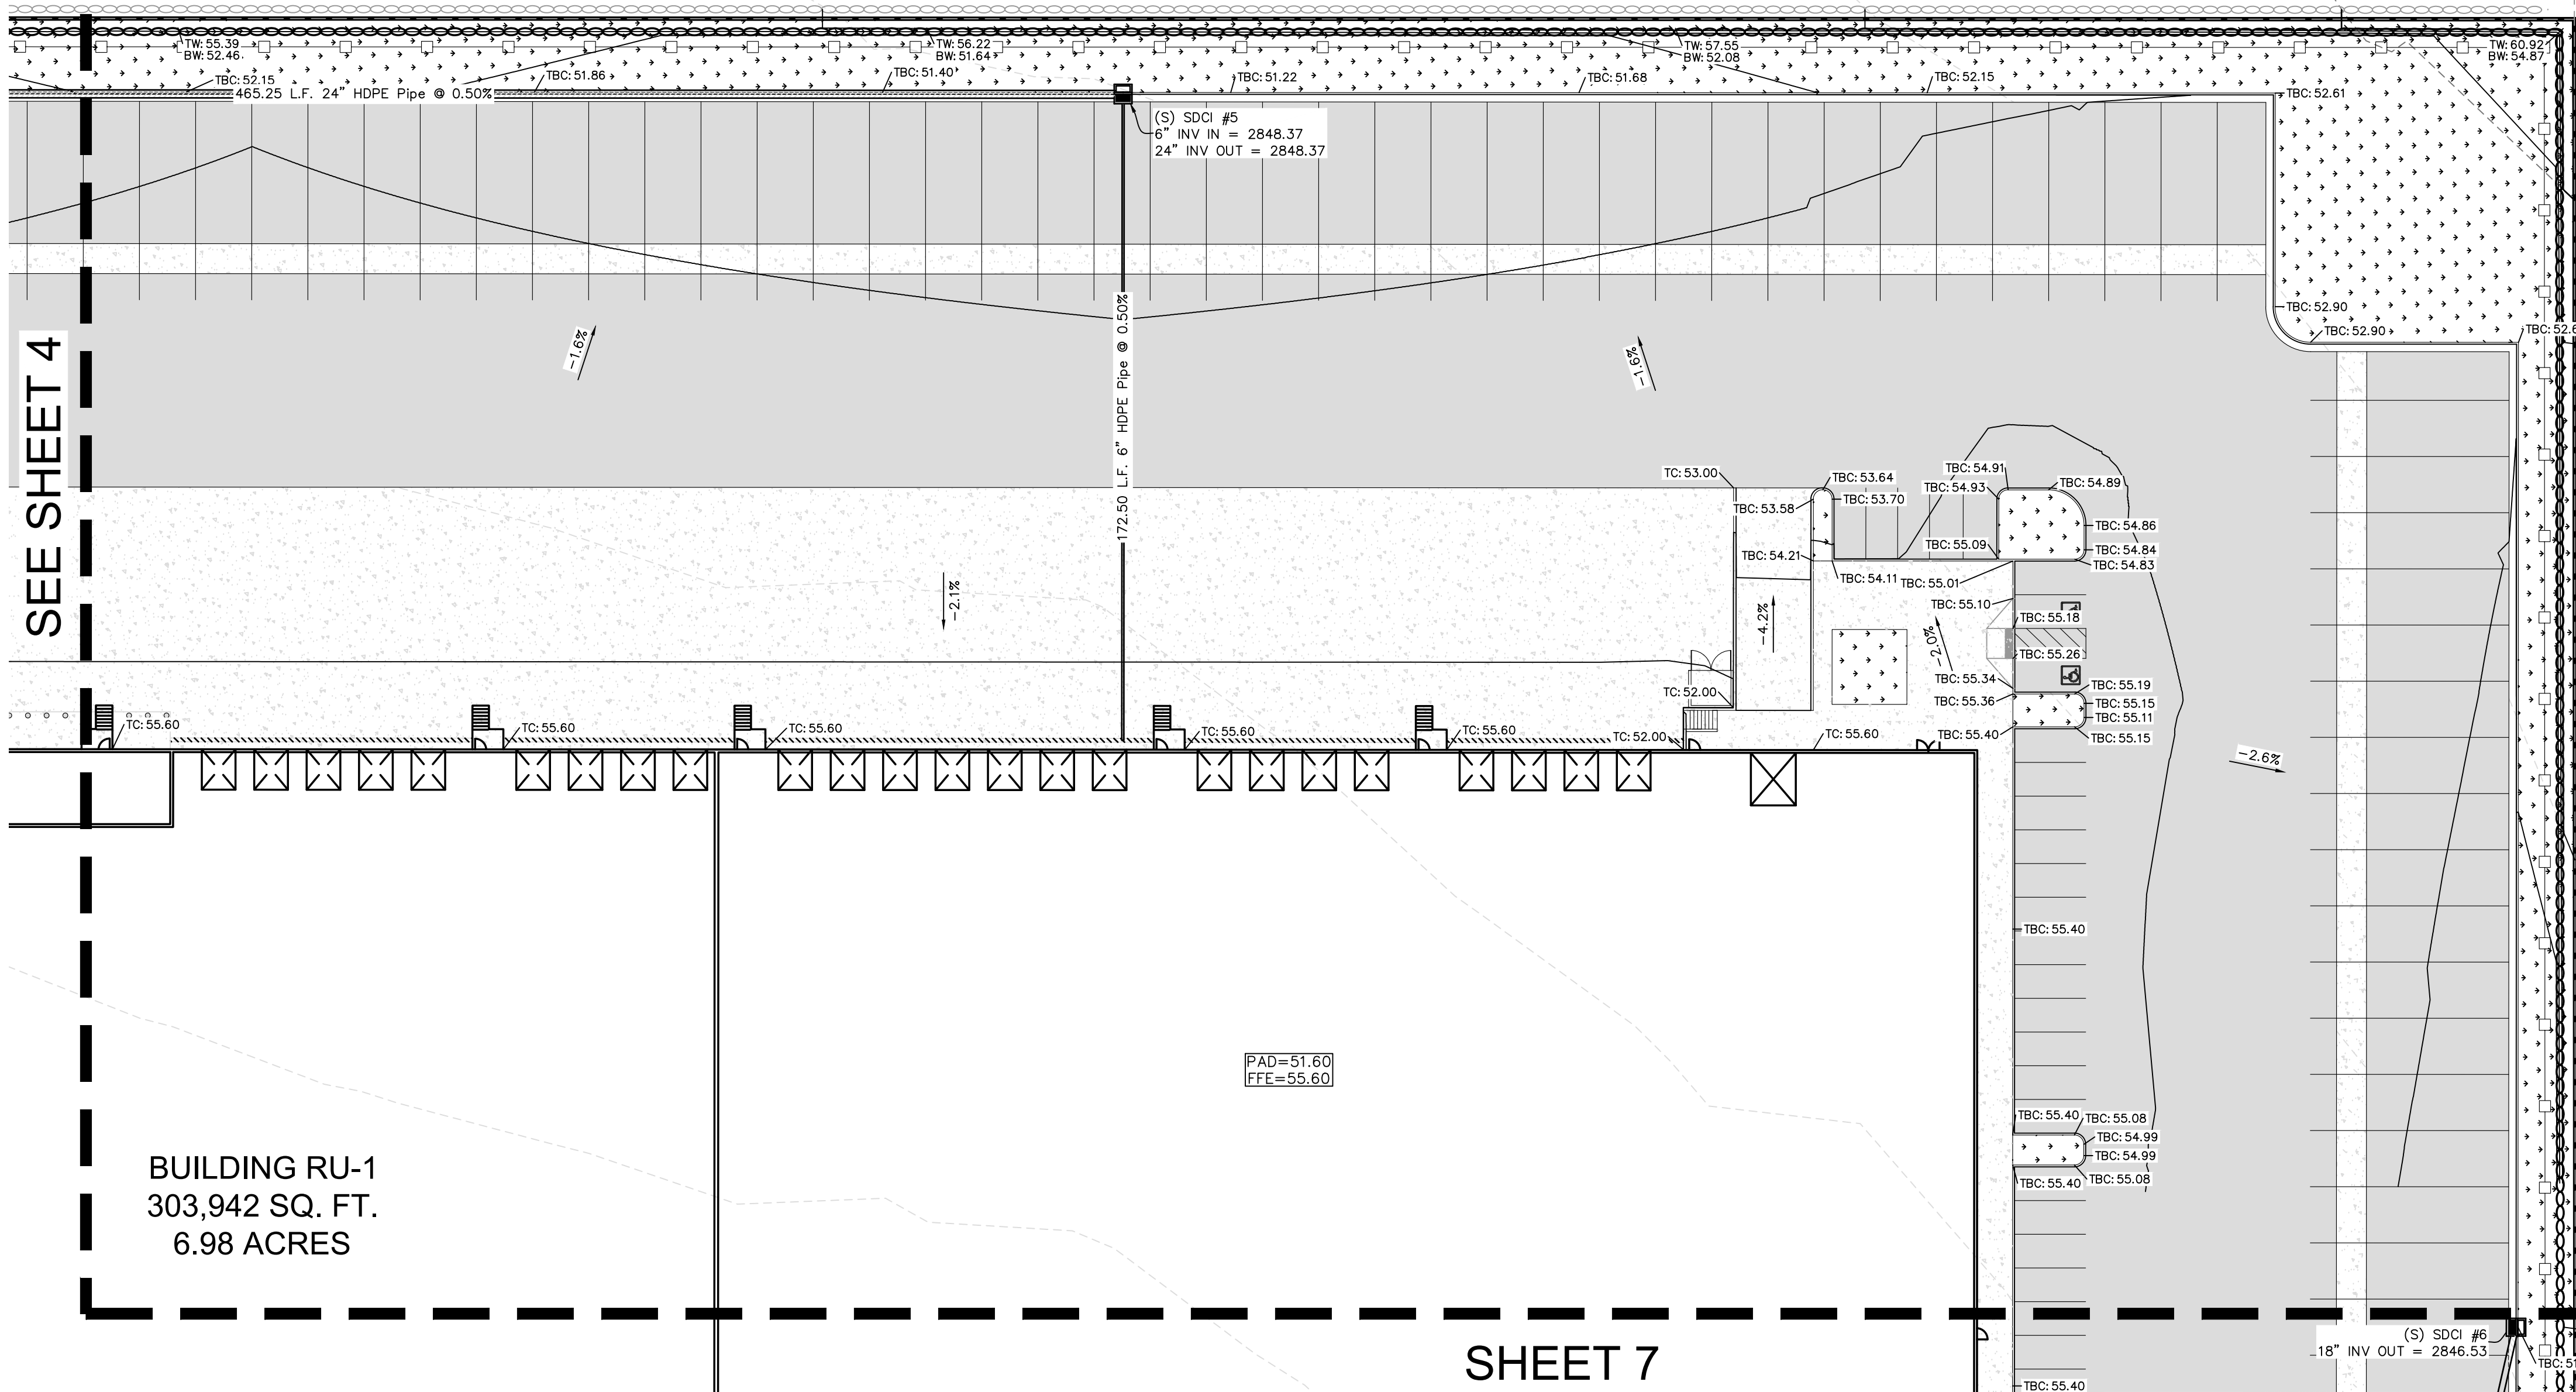 TW: 55.39
BW: 52.46
TW: 56.22
BW: 51.64
TW: 57.55
BW: 52.08
TW: 60.92
BW: 54.87
TBC: 52.15
TBC: 51.86
TBC: 51.40
TBC: 51.22
TBC: 51.68
TBC: 52.15
TBC: 52.61
465.25 L.F. 24" HDPE Pipe @ 0.50%
(S) SDCI #5
6" INV IN = 2848.37
24" INV OUT = 2848.37
TBC: 52.90
TBC: 52.90
SEE SHEET 4
-1.6%
172.50 L.F. 6" HDPE Pipe @ 0.50%
-1.6%
TC: 53.00
TBC: 53.64
TBC: 53.70
TBC: 53.58
TBC: 54.91
TBC: 54.93
TBC: 54.89
TBC: 54.86
TBC: 54.21
TBC: 55.09
TBC: 54.84
TBC: 54.83
TBC: 54.11
TBC: 55.01
-2.1%
-4.2%
-2.0%
TBC: 55.10
TBC: 55.18
TBC: 55.26
TBC: 55.34
TBC: 55.36
TBC: 55.19
TBC: 55.15
TBC: 55.11
TBC: 55.40
TBC: 55.15
TC: 52.00
TC: 55.60
TC: 55.60
TC: 55.60
TC: 55.60
TC: 55.60
TC: 52.00
TC: 55.60
-2.6%
TBC: 55.40
PAD=51.60
FFE=55.60
TBC: 55.40
TBC: 55.08
TBC: 54.99
TBC: 54.99
TBC: 55.40
TBC: 55.08
BUILDING RU-1
303,942 SQ. FT.
6.98 ACRES
SHEET 7
(S) SDCI #6
18" INV OUT = 2846.53
TBC: 55.40